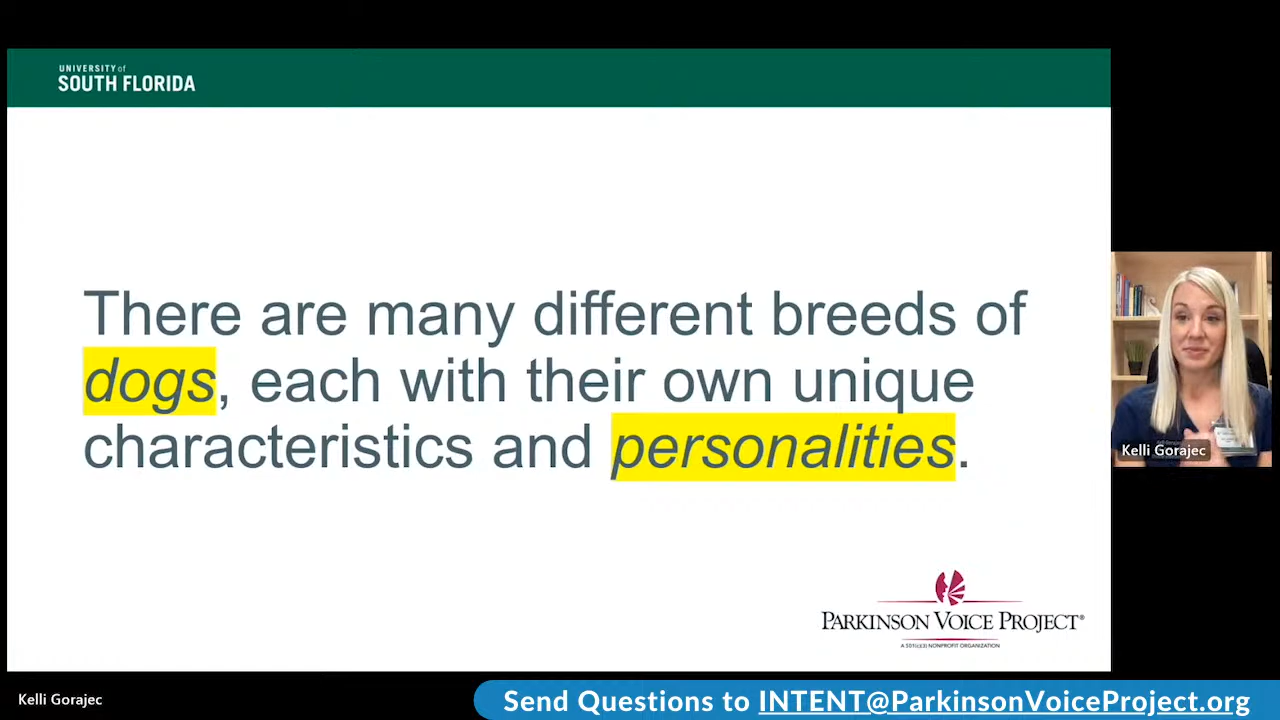 UNIVERSITY of
SOUTH FLORIDA
There are many different breeds of
dogs, each with their own unique
characteristics and personalities.
Kelli Gorajec
PARKINSON VOICE PROJECT®
A 501(c)(3) NONPROFIT ORGANIZATION
Kelli Gorajec
Send Questions to INTENT@ParkinsonVoiceProject.org